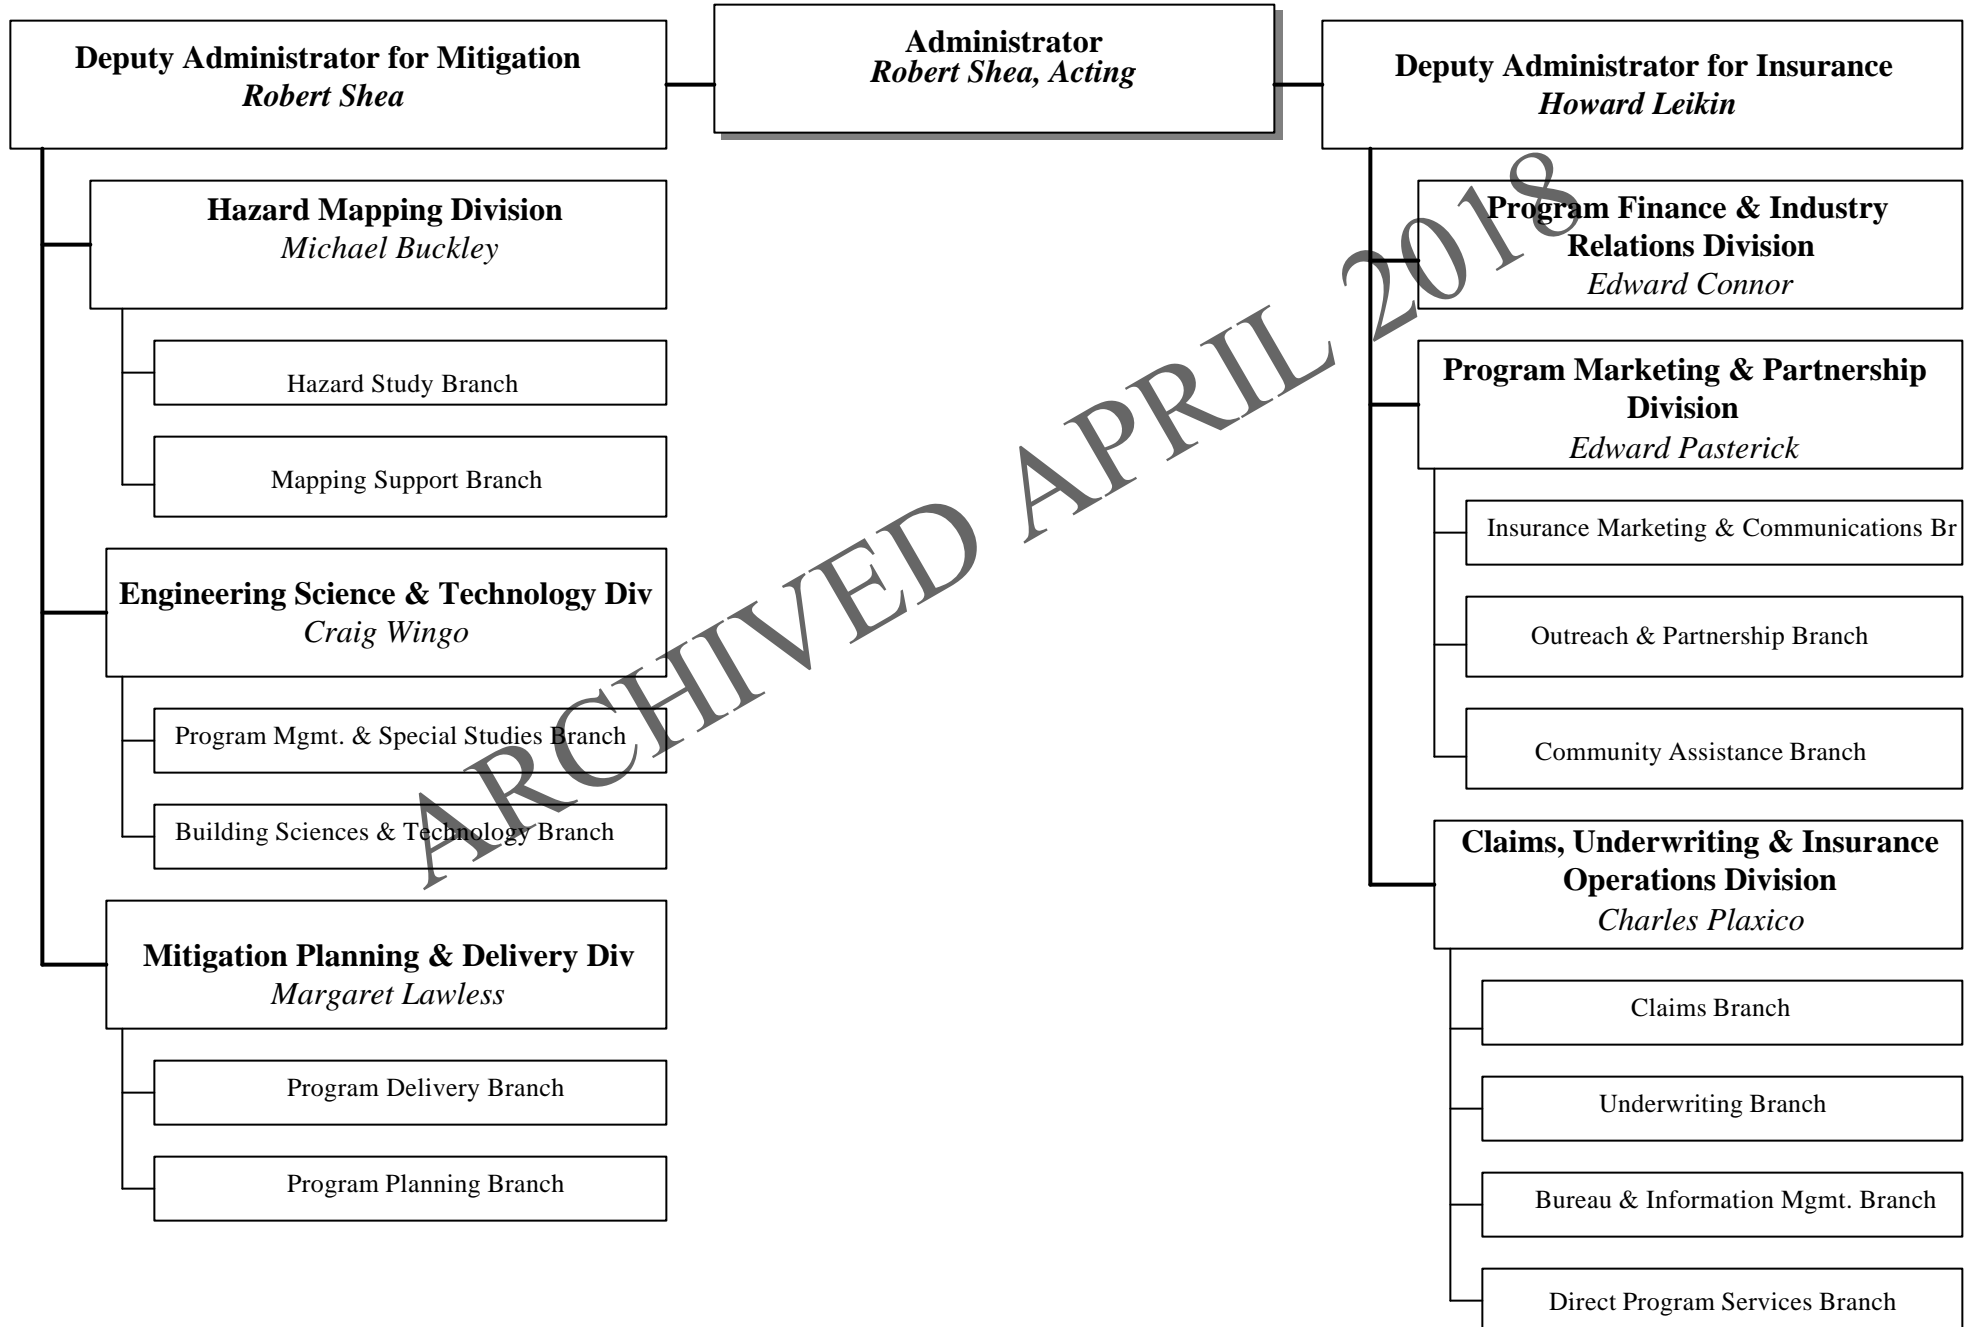 Administrator
Robert Shea, Acting
Deputy Administrator for Mitigation
Robert Shea
Hazard Mapping Division
Michael Buckley
Hazard Study Branch
Mapping Support Branch
Engineering Science & Technology Div
Craig Wingo
Program Mgmt. & Special Studies Branch
Building Sciences & Technology Branch
Mitigation Planning & Delivery Div
Margaret Lawless
Program Delivery Branch
Program Planning Branch
Deputy Administrator for Insurance
Howard Leikin
Program Finance & Industry
Relations Division
Edward Connor
Program Marketing & Partnership
Division
Edward Pasterick
Insurance Marketing & Communications Br
Outreach & Partnership Branch
Community Assistance Branch
Claims, Underwriting & Insurance
Operations Division
Charles Plaxico
Claims Branch
Underwriting Branch
Bureau & Information Mgmt. Branch
Direct Program Services Branch
ARCHIVED APRIL 2018